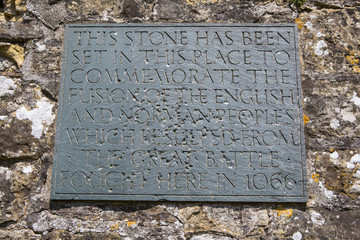 THIS STONE HAS BEEN
SET IN THIS PLACE TO
COMMEMORATE THE
FUSION OF THE ENGLISH
AND NORMAN PEOPLES
WHICH RESULTED FROM
THE GREAT BATTLE
FOUGHT HERE IN 1066